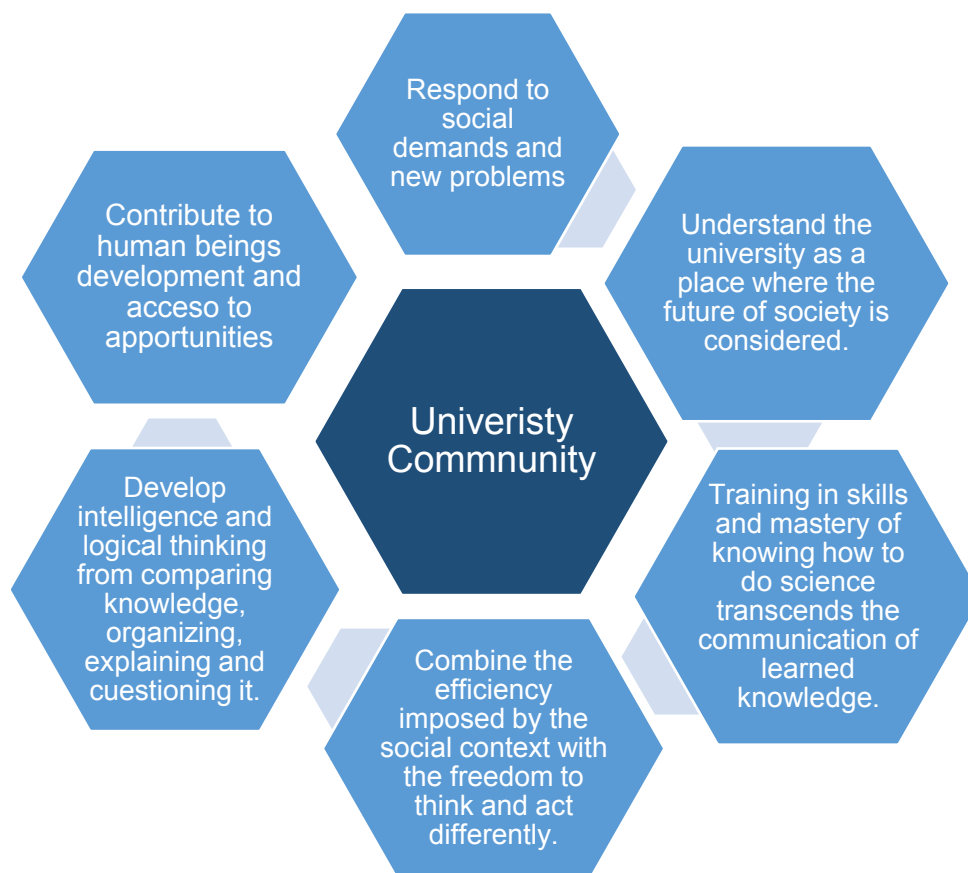 Respond to
social
demands and
new problems
Understand the
university as a
place where the
future of society is
considered.
Training in skills
and mastery of
knowing how to
do science
transcends the
communication of
learned
knowledge.
Combine the
efficiency
imposed by the
social context with
the freedom to
think and act
differently.
Develop
intelligence and
logical thinking
from comparing
knowledge,
organizing,
explaining and
cuestioning it.
Contribute to
human beings
development and
acceso to
apportunities
Univeristy
Commnunity